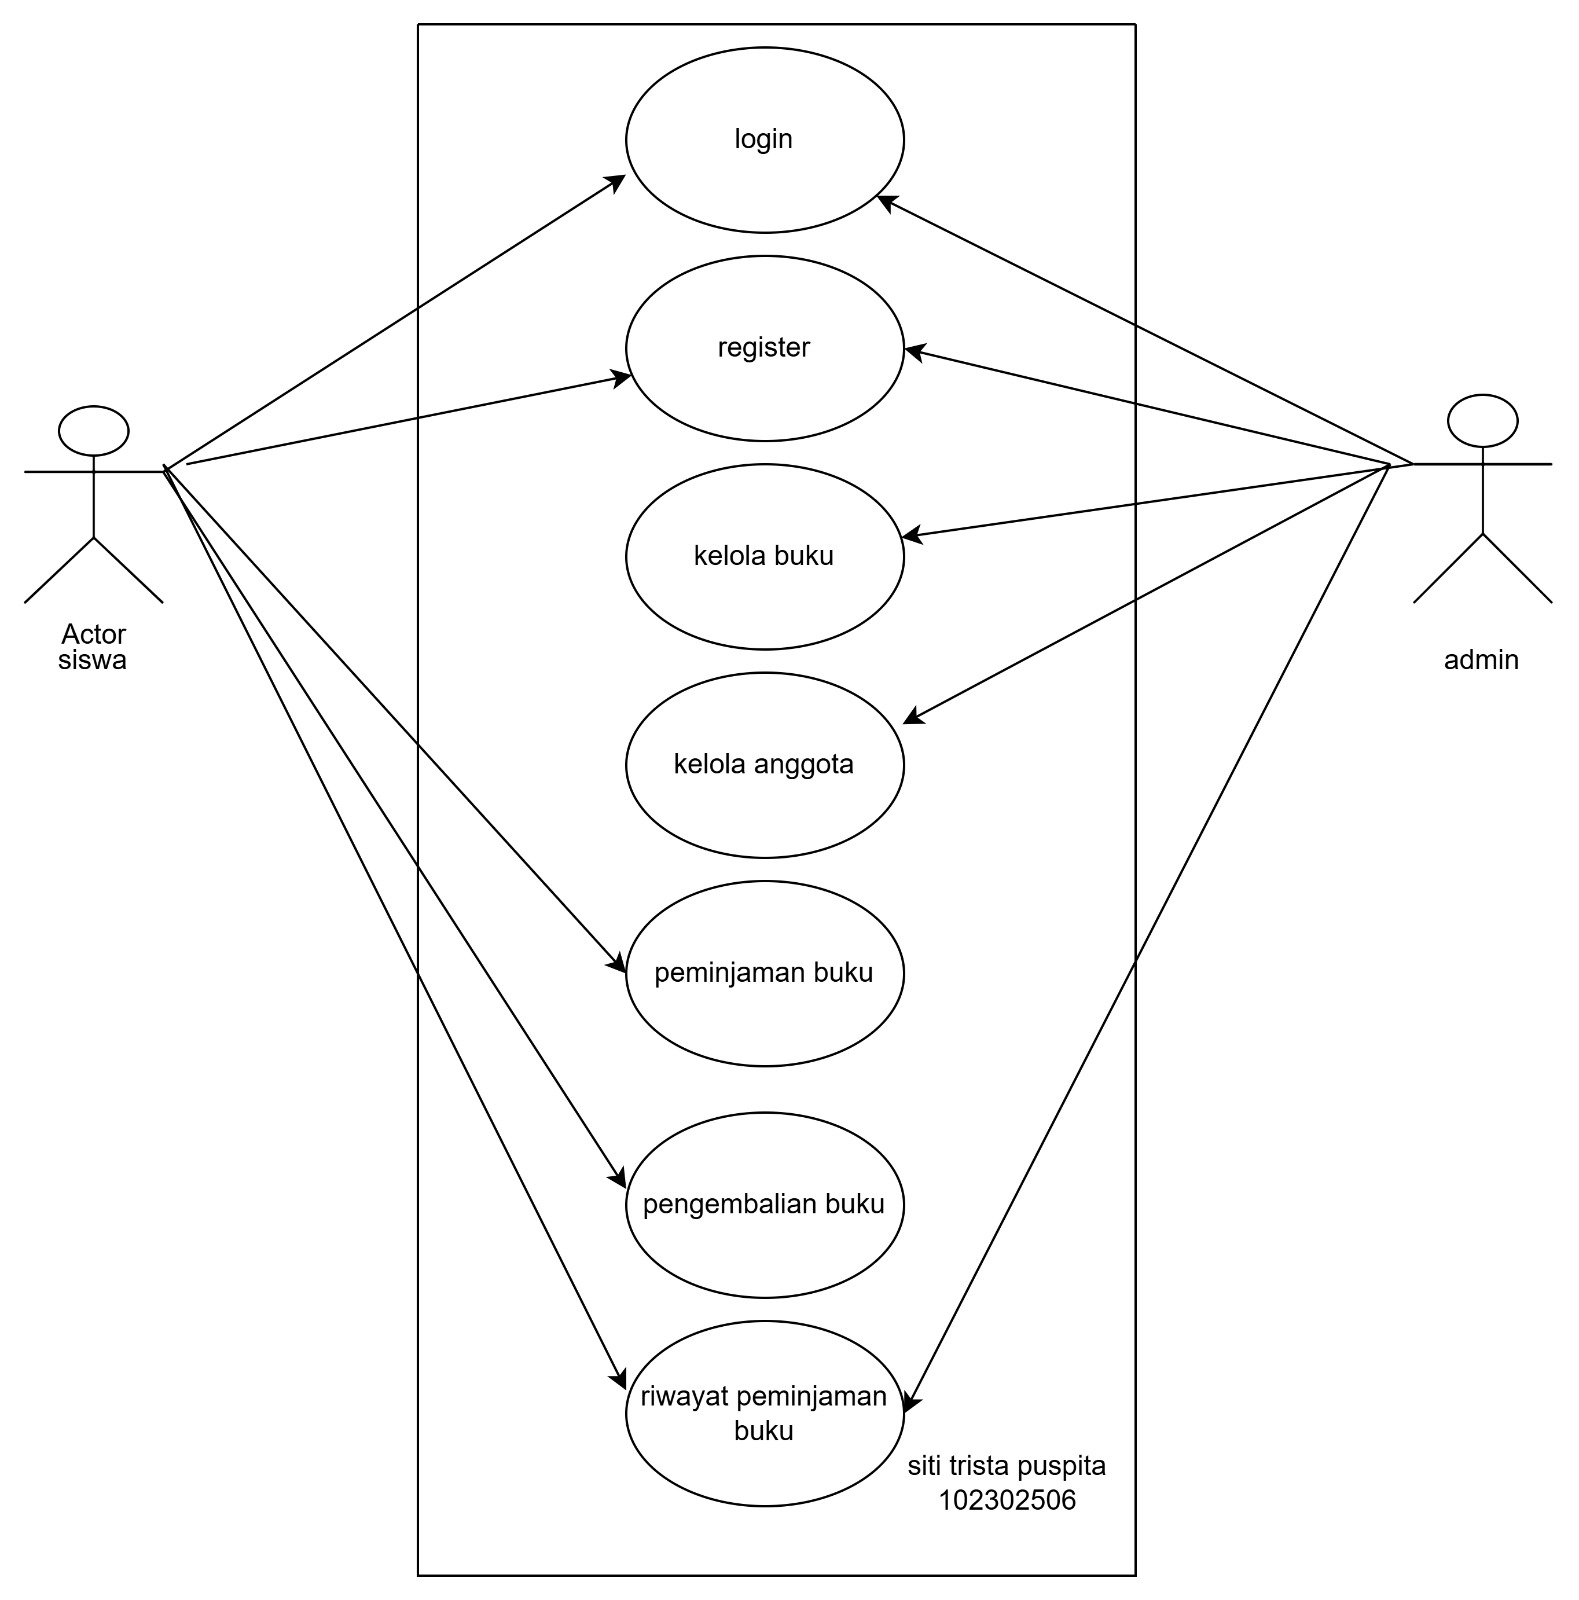 login
register
kelola buku
kelola anggota
peminjaman buku
pengembalian buku
riwayat peminjaman
buku
Actor
siswa
admin
siti trista puspita
102302506